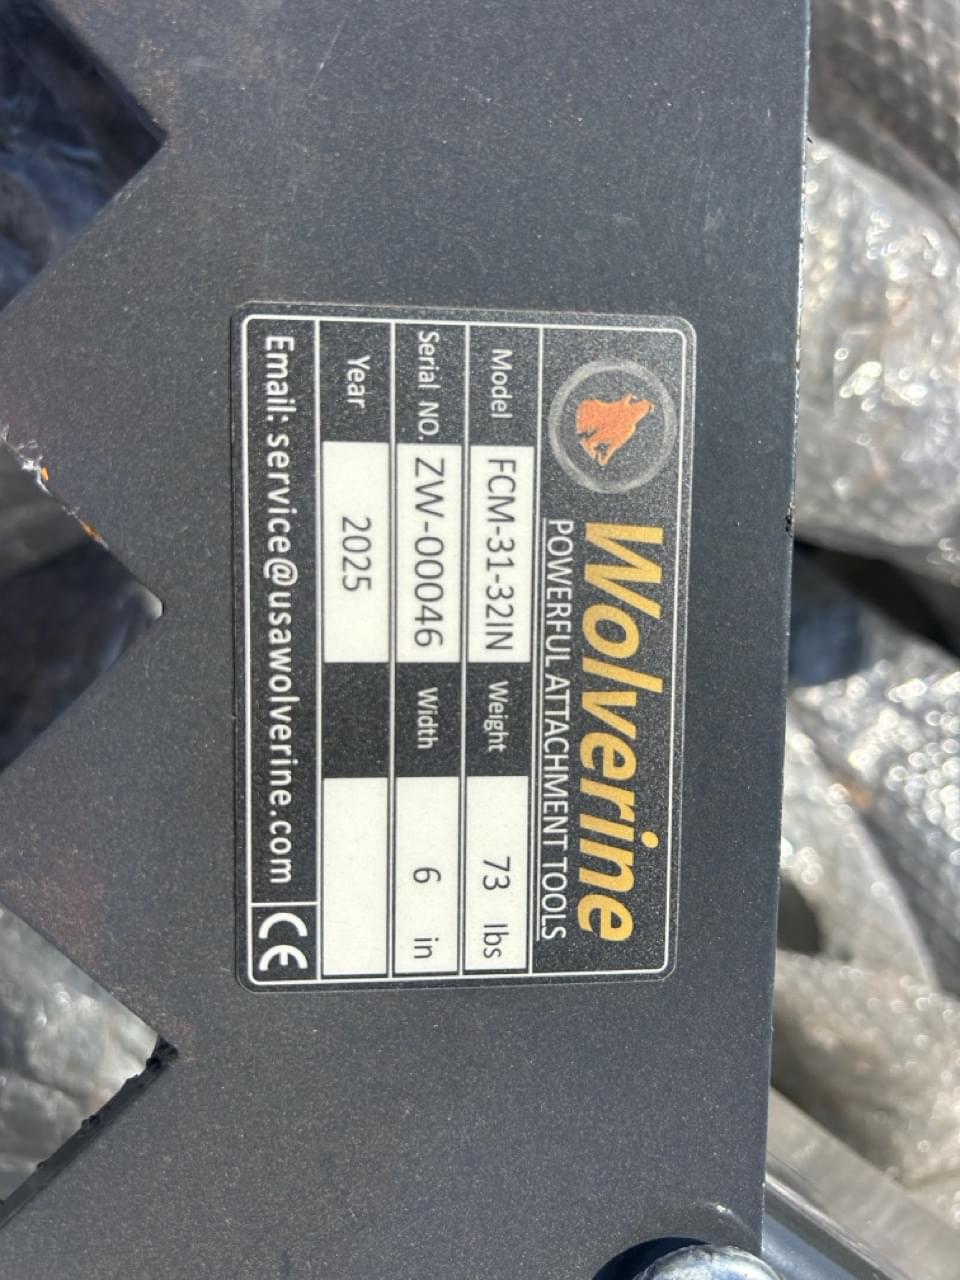 Wolverine
POWERFUL ATTACHMENT TOOLS
Model FCM-31-32IN Weight 73 lbs
Serial NO. ZW-00046 Width 6 in
Year 2025
Email: service@usawolverine.com CE